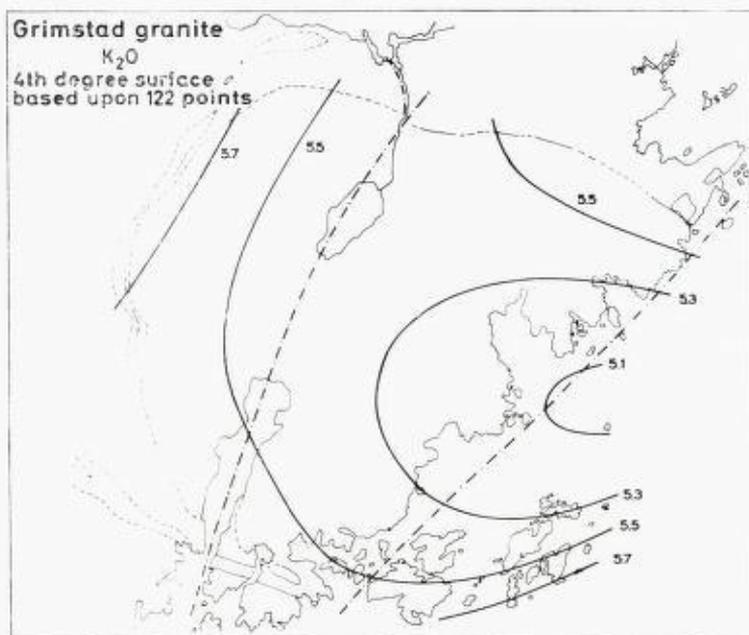 Grimstad granite
K₂O
4th degree surface
based upon 122 points
5.7
5.5
5.5
5.3
5.1
5.3
5.5
5.7